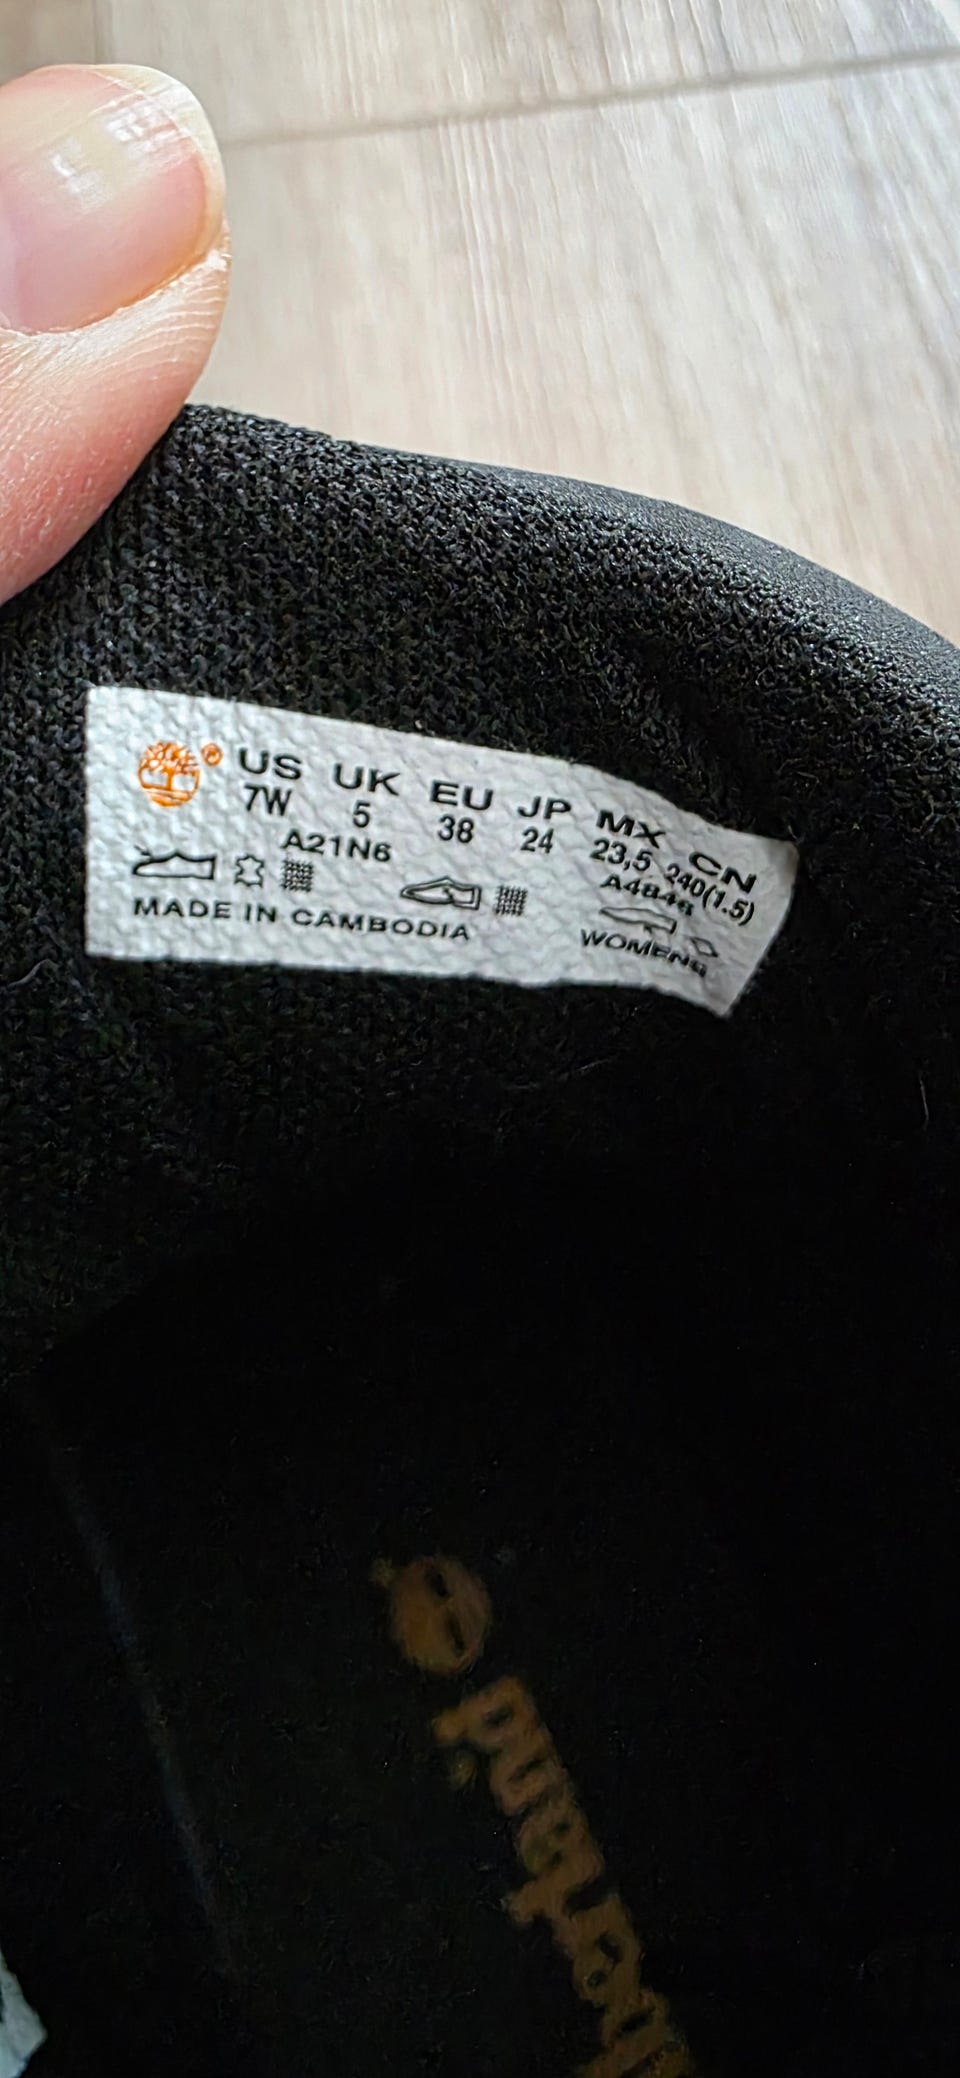 US UK EU JP MX CN
7W 5 38 24 23,5 240(1.5)
A21N6
MADE IN CAMBODIA
WOMENS
Timberland